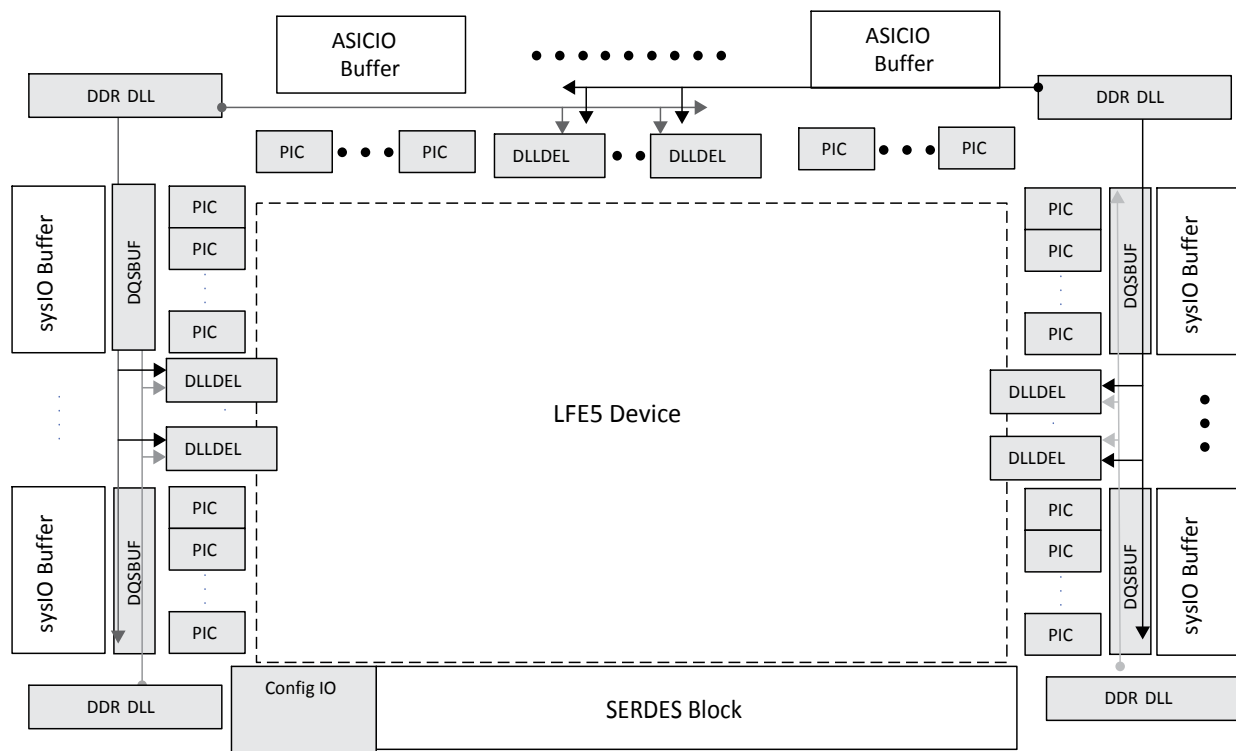 ASICIO
Buffer
ASICIO
Buffer
DDR DLL
DDR DLL
PIC
PIC
DLLDEL
DLLDEL
PIC
PIC
sysIO Buffer
DQSBUF
PIC
PIC
PIC
DLLDEL
DLLDEL
sysIO Buffer
DQSBUF
PIC
PIC
PIC
LFE5 Device
PIC
PIC
PIC
DQSBUF
sysIO Buffer
DLLDEL
DLLDEL
PIC
PIC
PIC
DQSBUF
sysIO Buffer
DDR DLL
Config IO
SERDES Block
DDR DLL